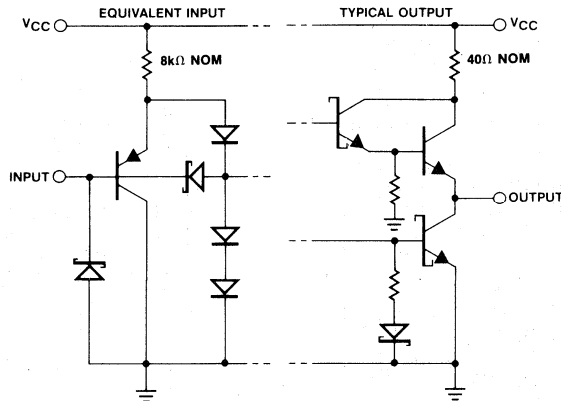 EQUIVALENT INPUT
TYPICAL OUTPUT
VCC
VCC
8kΩ NOM
40Ω NOM
INPUT
OUTPUT